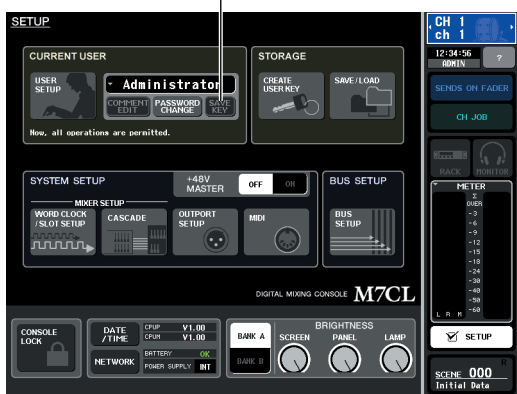 SETUP
CURRENT USER
USER
SETUP
Administrator
COMMENT
EDIT
PASSWORD
CHANGE
SAVE
KEY
Now, all operations are permitted.
STORAGE
CREATE
USER KEY
SAVE/LOAD
SYSTEM SETUP
+48V
MASTER
OFF
ON
MIXER SETUP
WORD CLOCK
/SLOT SETUP
CASCADE
OUTPORT
SETUP
MIDI
BUS SETUP
BUS
SETUP
DIGITAL MIXING CONSOLE M7CL
CONSOLE
LOCK
DATE
/TIME
NETWORK
CPUP V1.00
CPUM V1.00
BATTERY OK
POWER SUPPLY INT
BANK A
BANK B
BRIGHTNESS
SCREEN
PANEL
LAMP
CH 1
ch 1
12:34:56
ADMIN
?
SENDS ON FADER
CH JOB
RACK
MONITOR
METER
Σ
OVER
-3
-6
-9
-12
-15
-18
-24
-30
-40
-50
-60
L R M
SETUP
R
SCENE 000
Initial Data